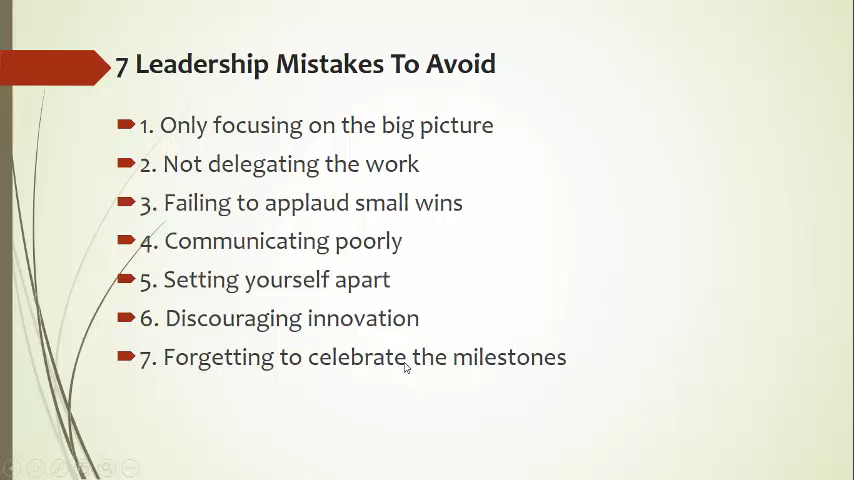 7 Leadership Mistakes To Avoid
1. Only focusing on the big picture
2. Not delegating the work
3. Failing to applaud small wins
4. Communicating poorly
5. Setting yourself apart
6. Discouraging innovation
7. Forgetting to celebrate the milestones